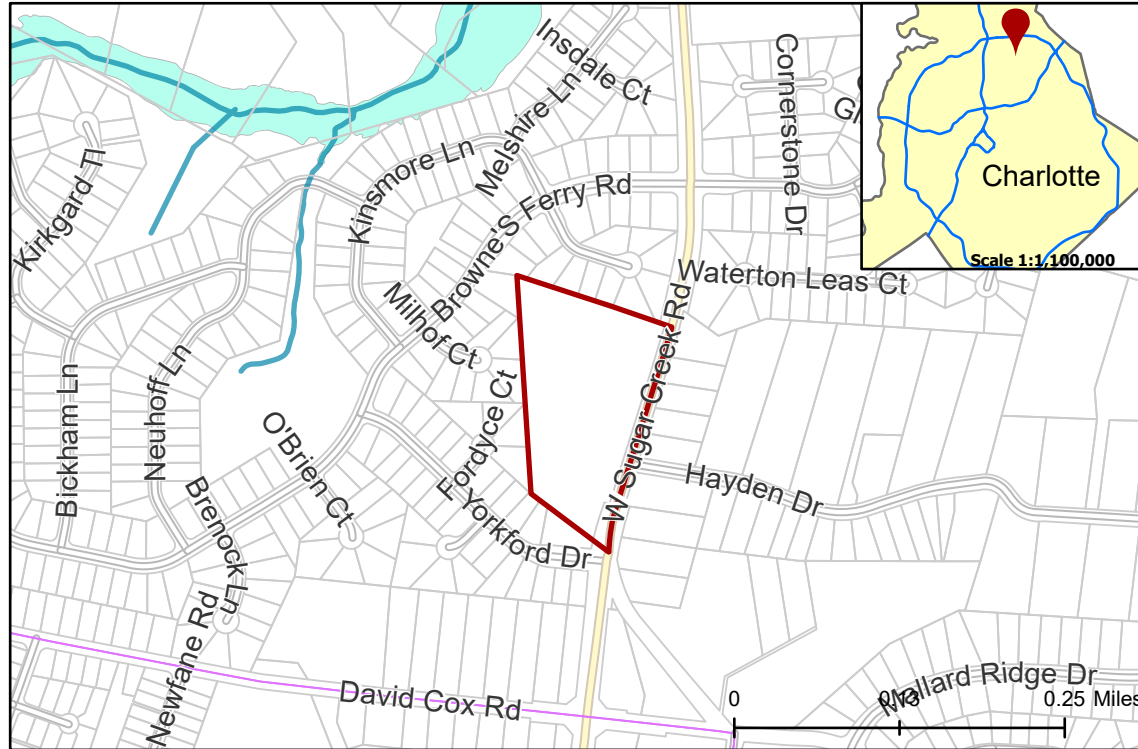 Insdale Ct
Melshire Ln
Cornerstone Dr
Kirkgard Tl
Kinsmore Ln
Browne'S Ferry Rd
Charlotte
Scale 1:1,100,000
Waterton Leas Ct
Milhof Ct
W Sugar Creek Rd
Bickham Ln
Neuhoff Ln
Fordyce Ct
O'Brien Ct
Hayden Dr
Yorkford Dr
Brenock Ln
Newfane Rd
David Cox Rd
Mallard Ridge Dr
0
0.13
0.25 Miles